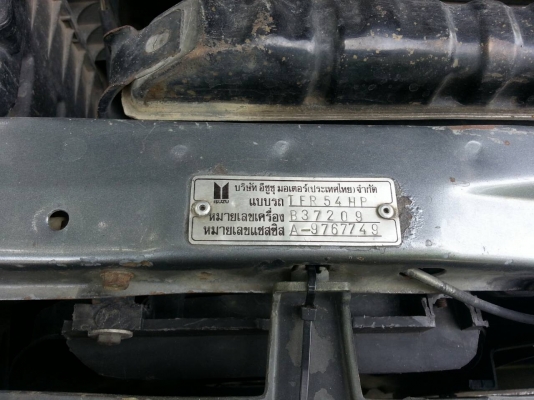 บริษัท อีซูซุ มอเตอร์(ประเทศไทย)จำกัด
ISUZU
แบบรถ TFR54HP
หมายเลขเครื่อง B37209
หมายเลขแชสซีส A-9767749